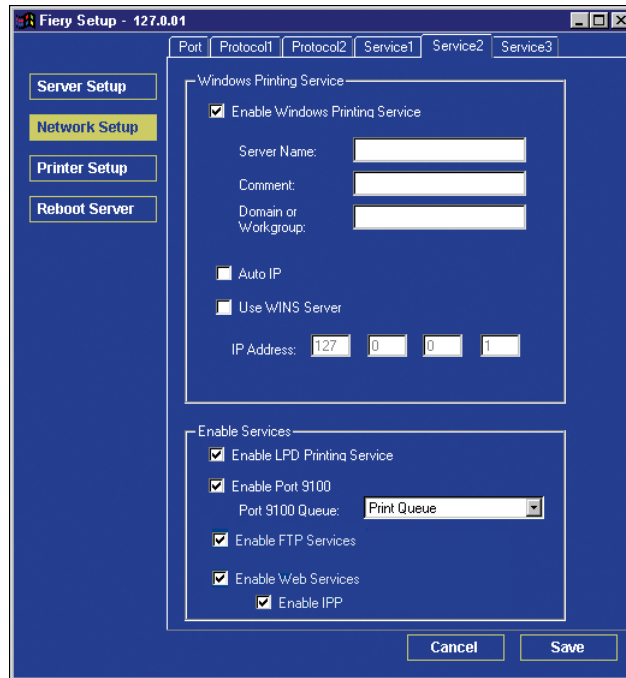 Fiery Setup - 127.0.01
Port Protocol1 Protocol2 Service1 Service2 Service3
Server Setup
Network Setup
Printer Setup
Reboot Server
Windows Printing Service
Enable Windows Printing Service
Server Name:
Comment:
Domain or
Workgroup:
Auto IP
Use WINS Server
IP Address: 127 0 0 1
Enable Services
Enable LPD Printing Service
Enable Port 9100
Port 9100 Queue: Print Queue
Enable FTP Services
Enable Web Services
Enable IPP
Cancel Save